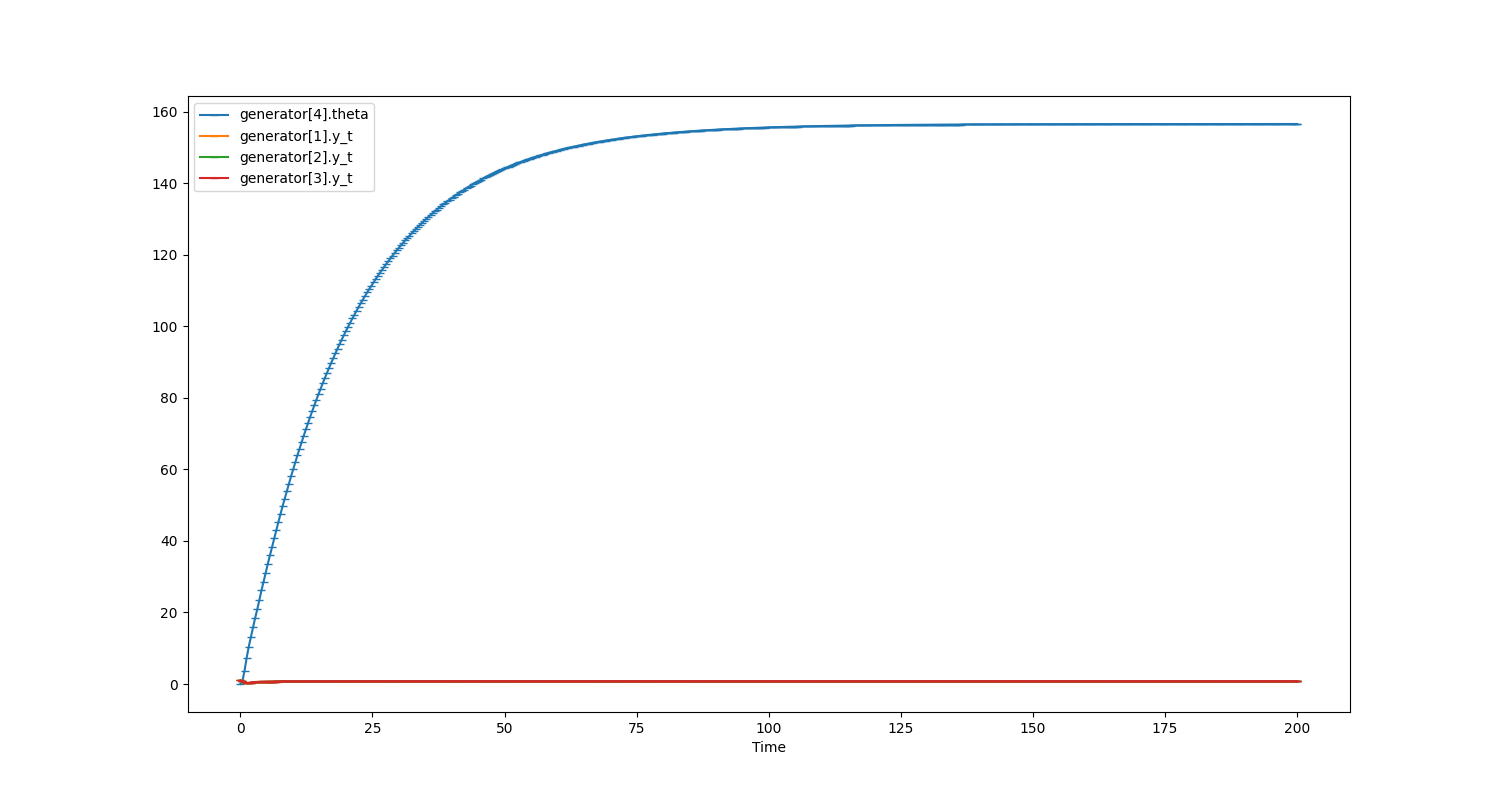 generator[4].theta
generator[1].y_t
generator[2].y_t
generator[3].y_t
160
140
120
100
80
60
40
20
0
0 25 50 75 100 125 150 175 200
Time